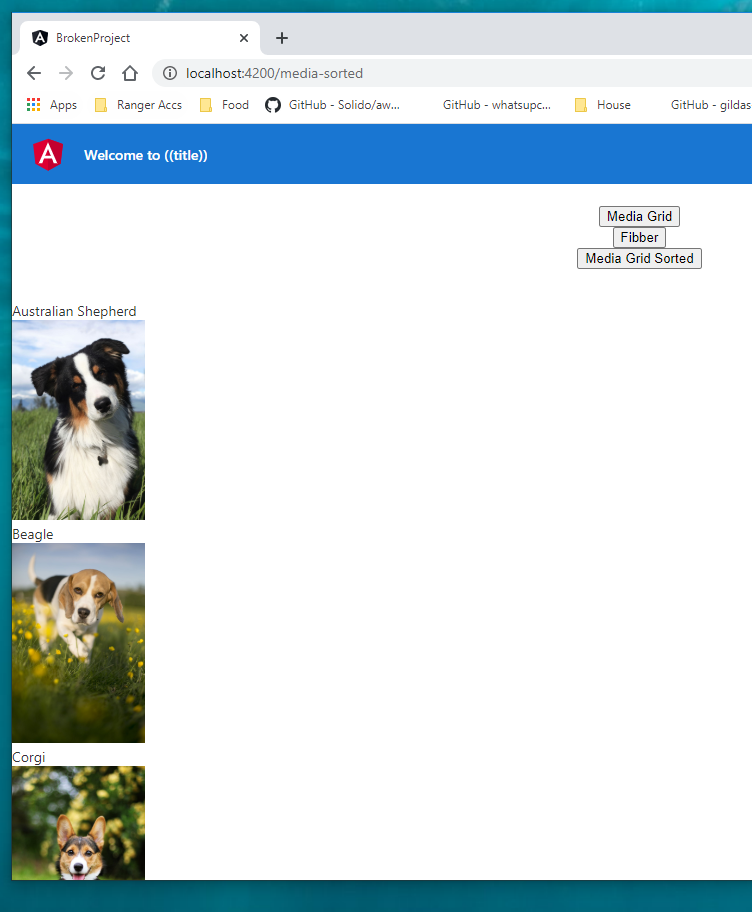 BrokenProject
localhost:4200/media-sorted
Apps Ranger Accs Food GitHub - Solido/aw... GitHub - whatsupc... House GitHub - gildas
Welcome to ((title))
Media Grid
Fibber
Media Grid Sorted
Australian Shepherd
Beagle
Corgi